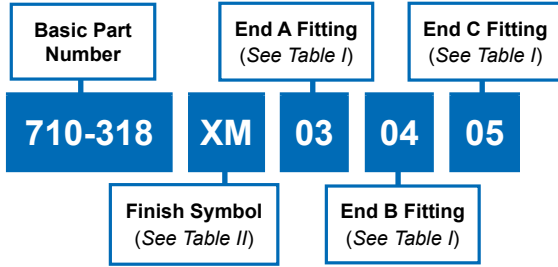 Basic Part
Number
End A Fitting
(See Table I)
End C Fitting
(See Table I)
710-318
XM
03
04
05
Finish Symbol
(See Table II)
End B Fitting
(See Table I)